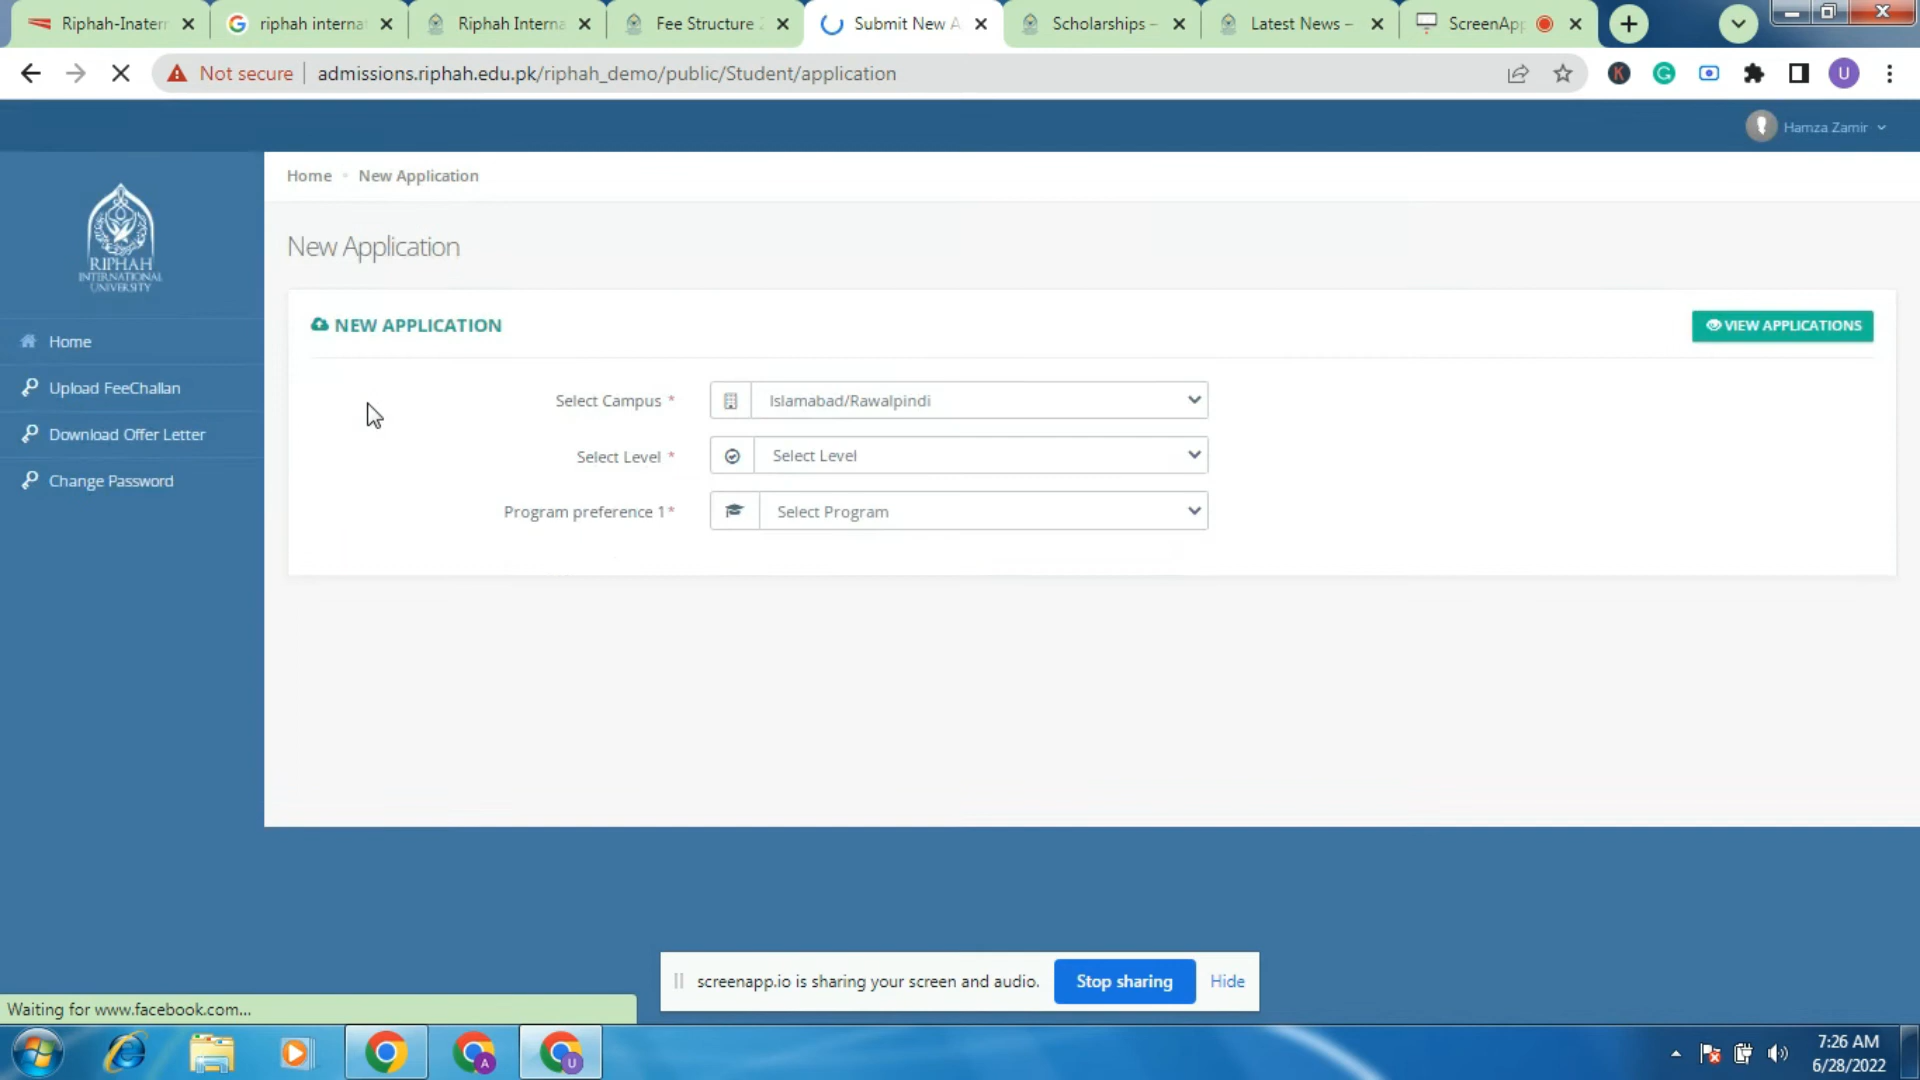 Riphah-Inatern
riphah internat
Riphah Interna
Fee Structure 2
Submit New A
Scholarships –
Latest News –
ScreenApp
Not secure
admissions.riphah.edu.pk/riphah_demo/public/Student/application
K
G
U
Hamza Zamir
RIPHAH
INTERNATIONAL
UNIVERSITY
Home
New Application
New Application
NEW APPLICATION
VIEW APPLICATIONS
Home
Upload FeeChallan
Download Offer Letter
Change Password
Select Campus *
Islamabad/Rawalpindi
Select Level *
Select Level
Program preference 1*
Select Program
screenapp.io is sharing your screen and audio.
Stop sharing
Hide
Waiting for www.facebook.com...
A
U
7:26 AM
6/28/2022